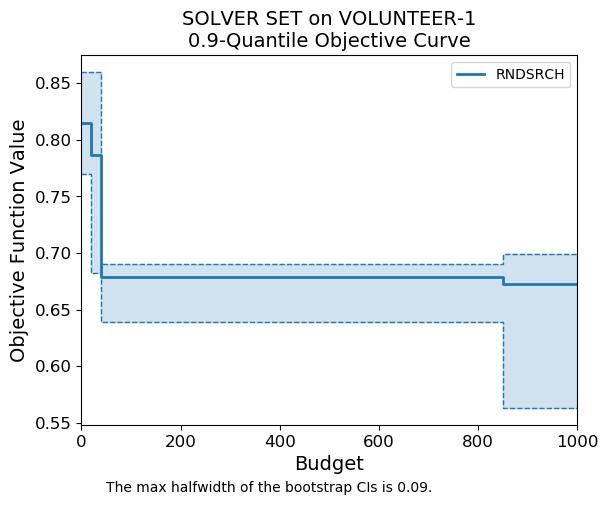 SOLVER SET on VOLUNTEER-1
0.9-Quantile Objective Curve
RNDSRCH
Objective Function Value
0.85
0.80
0.75
0.70
0.65
0.60
0.55
0 200 400 600 800 1000
Budget
The max halfwidth of the bootstrap CIs is 0.09.